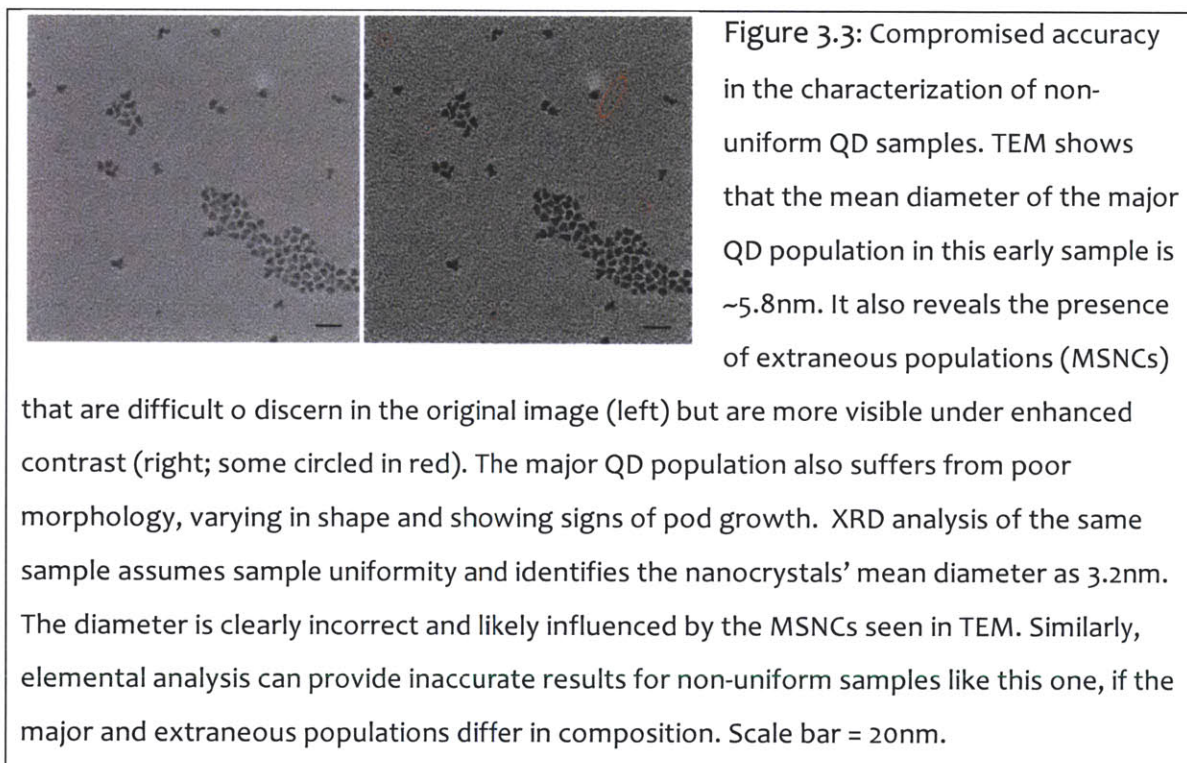 Figure 3.3: Compromised accuracy
in the characterization of non-
uniform QD samples. TEM shows
that the mean diameter of the major
QD population in this early sample is
~5.8nm. It also reveals the presence
of extraneous populations (MSNCs)
that are difficult o discern in the original image (left) but are more visible under enhanced
contrast (right; some circled in red). The major QD population also suffers from poor
morphology, varying in shape and showing signs of pod growth. XRD analysis of the same
sample assumes sample uniformity and identifies the nanocrystals’ mean diameter as 3.2nm.
The diameter is clearly incorrect and likely influenced by the MSNCs seen in TEM. Similarly,
elemental analysis can provide inaccurate results for non-uniform samples like this one, if the
major and extraneous populations differ in composition. Scale bar = 20nm.